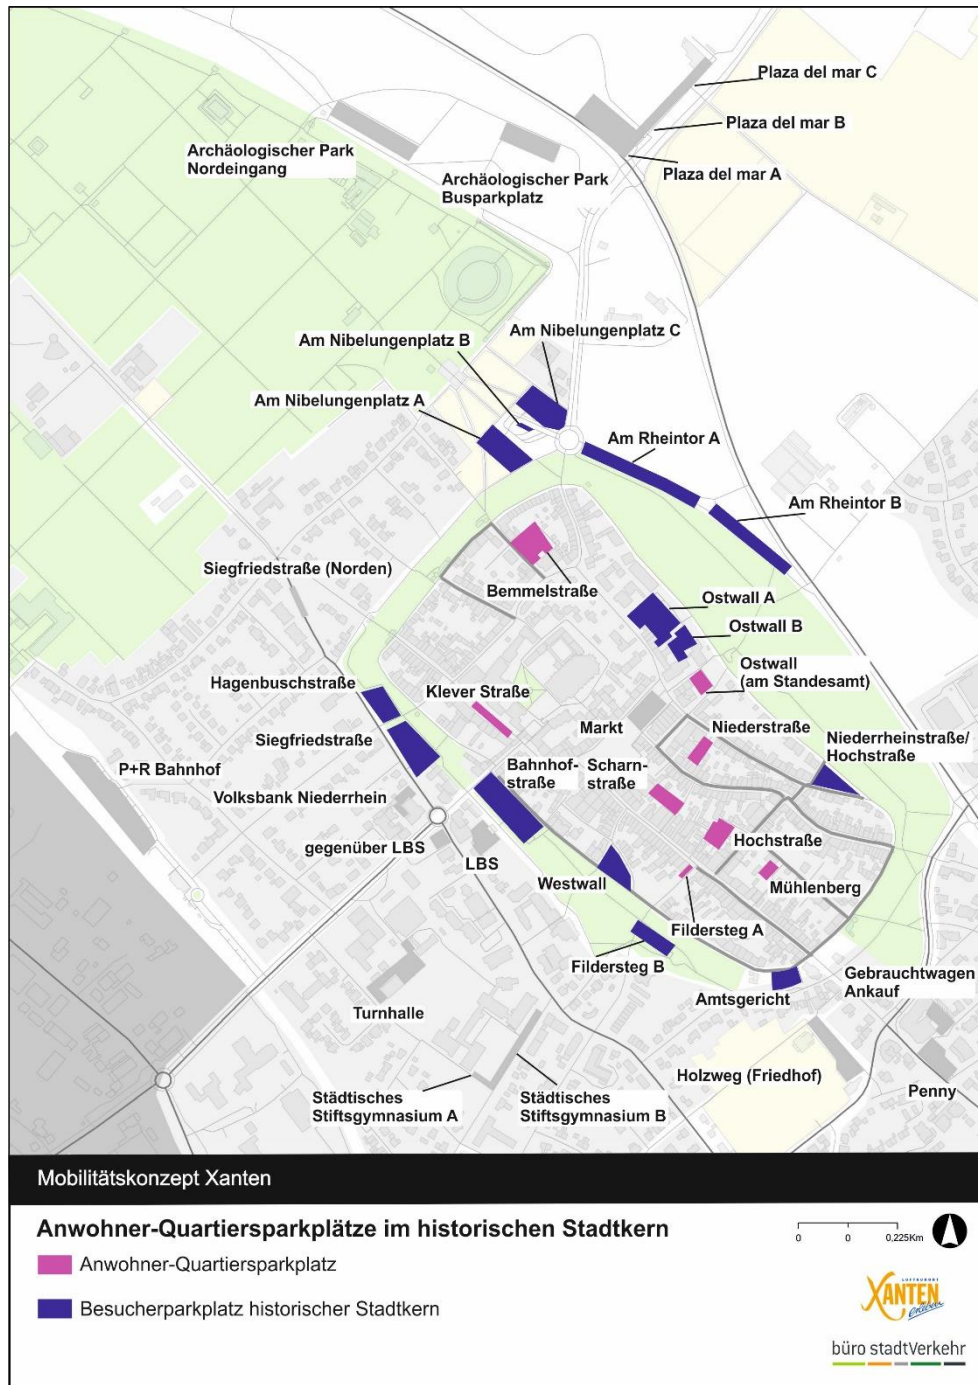 Plaza del mar C
Plaza del mar B
Plaza del mar A
Archäologischer Park
Nordeingang
Archäologischer Park
Busparkplatz
Am Nibelungenplatz C
Am Nibelungenplatz B
Am Nibelungenplatz A
Am Rheintor A
Am Rheintor B
Siegfriedstraße (Norden)
Bemmelstraße
Ostwall A
Ostwall B
Ostwall
(am Standesamt)
Hagenbuschstraße
Klever Straße
Markt
Niederstraße
Niederrheinstraße/
Hochstraße
Siegfriedstraße
Bahnhof-
straße
Scharn-
straße
P+R Bahnhof
Volksbank Niederrhein
gegenüber LBS
LBS
Hochstraße
Westwall
Mühlenberg
Fildersteg A
Fildersteg B
Amtsgericht
Gebrauchtwagen
Ankauf
Turnhalle
Holzweg (Friedhof)
Penny
Städtisches
Stiftsgymnasium A
Städtisches
Stiftsgymnasium B
Mobilitätskonzept Xanten
Anwohner-Quartiersparkplätze im historischen Stadtkern
Anwohner-Quartiersparkplatz
Besucherparkplatz historischer Stadtkern
0 0 0,225Km
LUFTKURORT
XANTEN
erleben
büro stadtVerkehr